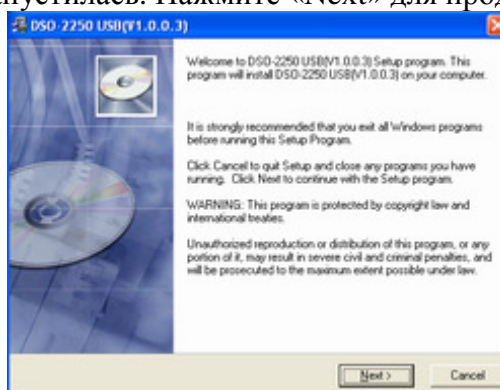 пустилась. Нажмите «Next» для прод
DSO-2250 USB(V1.0.0.3)
Welcome to DSO-2250 USB(V1.0.0.3) Setup program. This
program will install DSO-2250 USB(V1.0.0.3) on your computer.
It is strongly recommended that you exit all Windows programs
before running this Setup Program.
Click Cancel to quit Setup and close any programs you have
running. Click Next to continue with the Setup program.
WARNING: This program is protected by copyright law and
international treaties.
Unauthorized reproduction or distribution of this program, or any
portion of it, may result in severe civil and criminal penalties, and
will be prosecuted to the maximum extent possible under law.
Next > Cancel